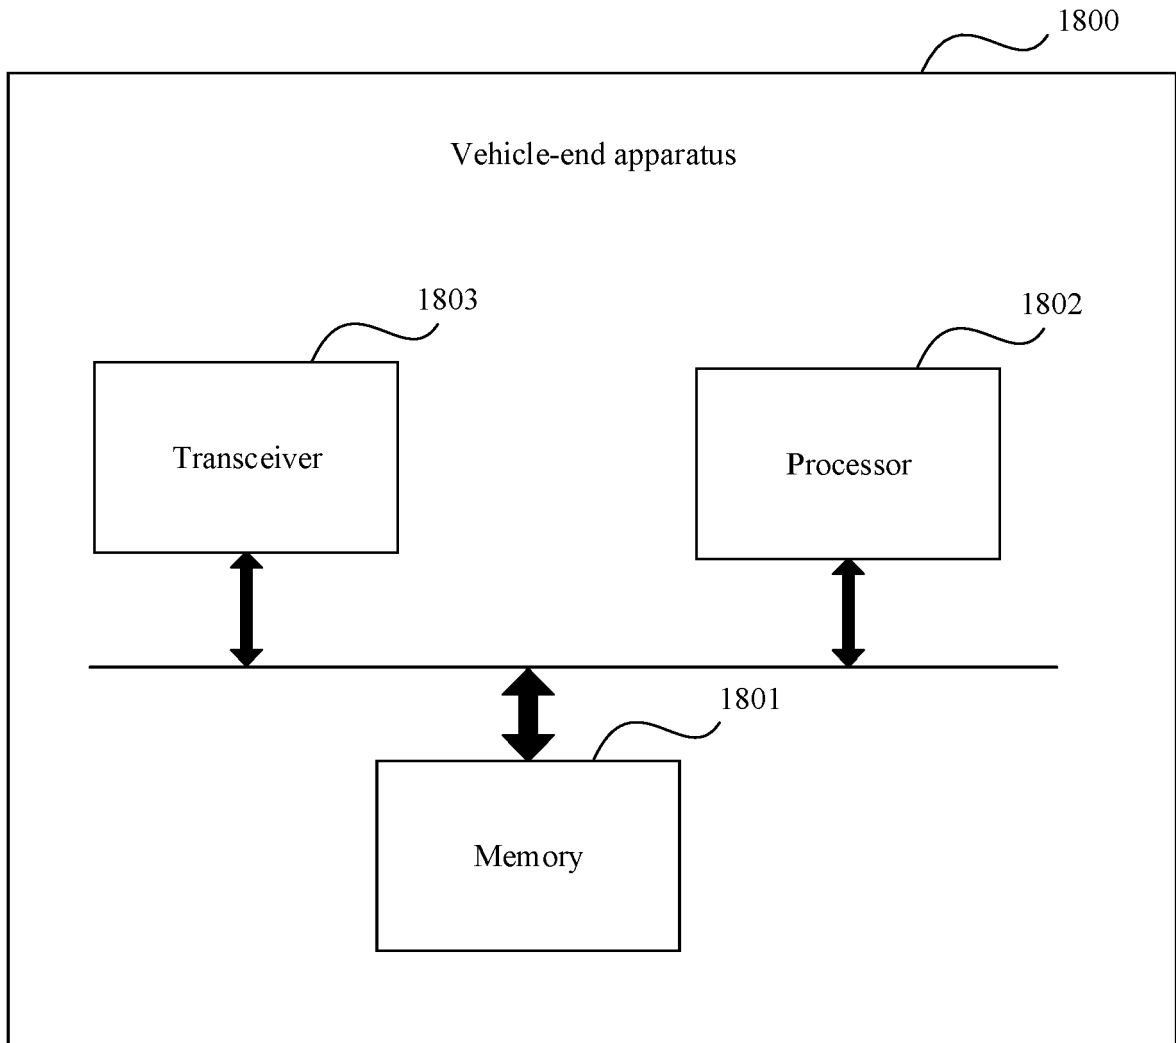 1800
Vehicle-end apparatus
1803
1802
Transceiver
Processor
1801
Memory